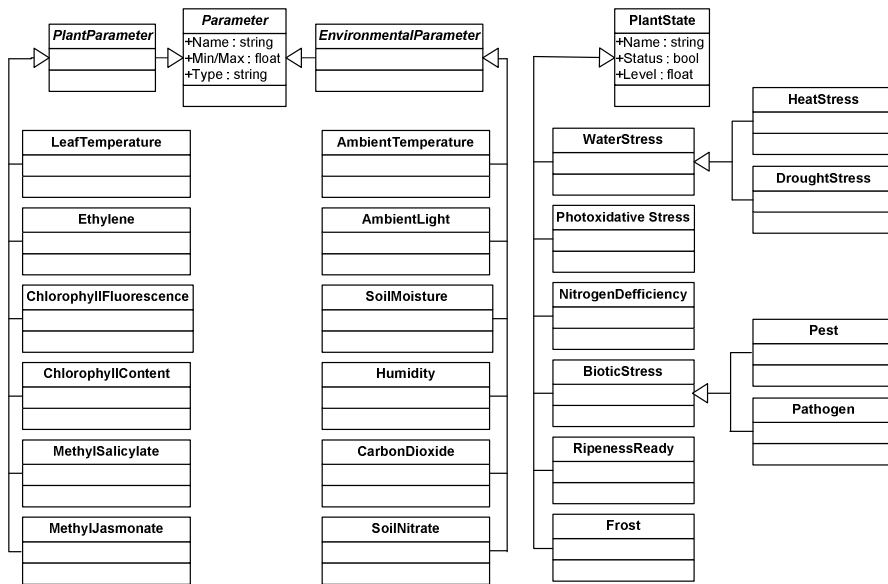 PlantParameter
Parameter
+Name : string
+Min/Max : float
+Type : string
EnvironmentalParameter
LeafTemperature
Ethylene
ChlorophyllFluorescence
ChlorophyllContent
MethylSalicylate
MethylJasmonate
AmbientTemperature
AmbientLight
SoilMoisture
Humidity
CarbonDioxide
SoilNitrate
PlantState
+Name : string
+Status : bool
+Level : float
WaterStress
Photoxidative Stress
NitrogenDefficiency
BioticStress
RipenessReady
Frost
HeatStress
DroughtStress
Pest
Pathogen